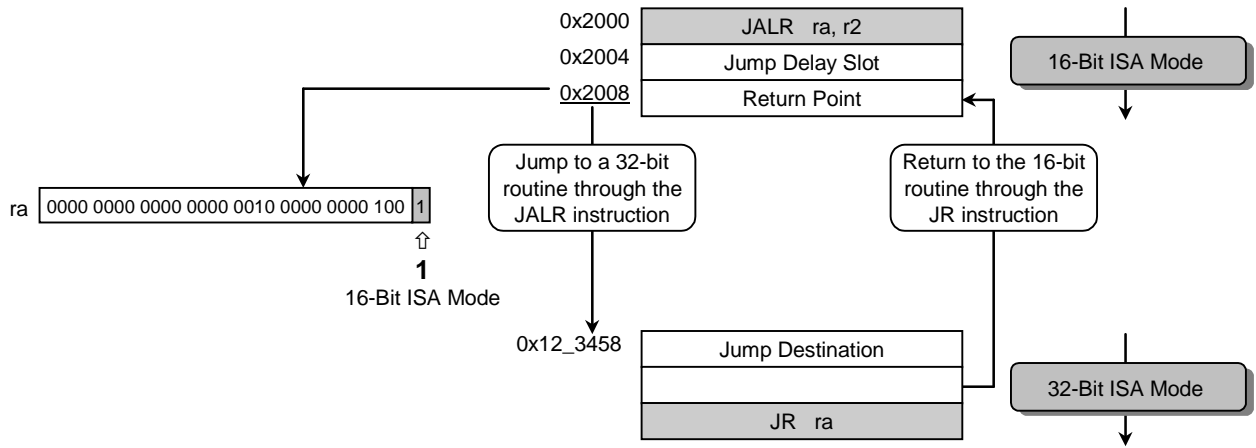 0x2000
JALR ra, r2
0x2004
Jump Delay Slot
0x2008
Return Point
16-Bit ISA Mode
Jump to a 32-bit
routine through the
JALR instruction
Return to the 16-bit
routine through the
JR instruction
ra
0000 0000 0000 0000 0010 0000 0000 100
1
1
16-Bit ISA Mode
0x12_3458
Jump Destination
JR ra
32-Bit ISA Mode